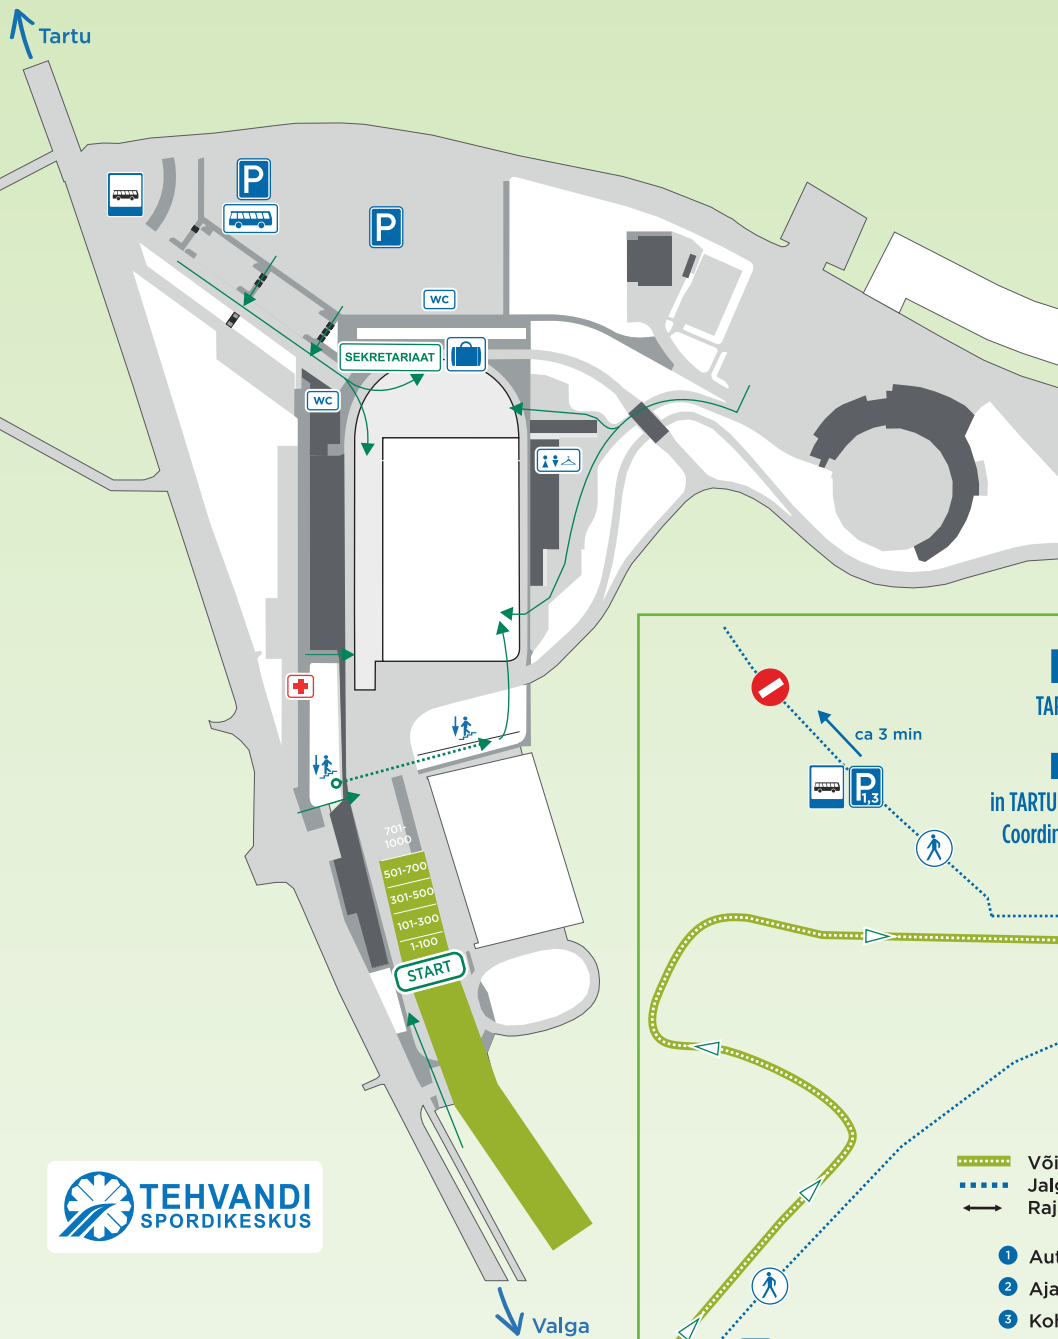 Tartu
P
P
WC
SEKRETARIAAT
WC
701-
1000
501-700
301-500
101-300
1-100
START
TEHVANDI
SPORDIKESKUS
Valga
ca 3 min
P
1,3
in TARTU